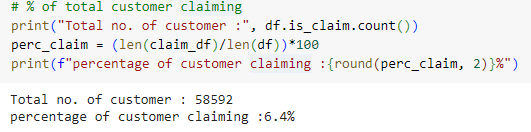 # % of total customer claiming
print("Total no. of customer :", df.is_claim.count())
perc_claim = (len(claim_df)/len(df))*100
print(f"percentage of customer claiming :{round(perc_claim, 2)}%")
Total no. of customer : 58592
percentage of customer claiming :6.4%